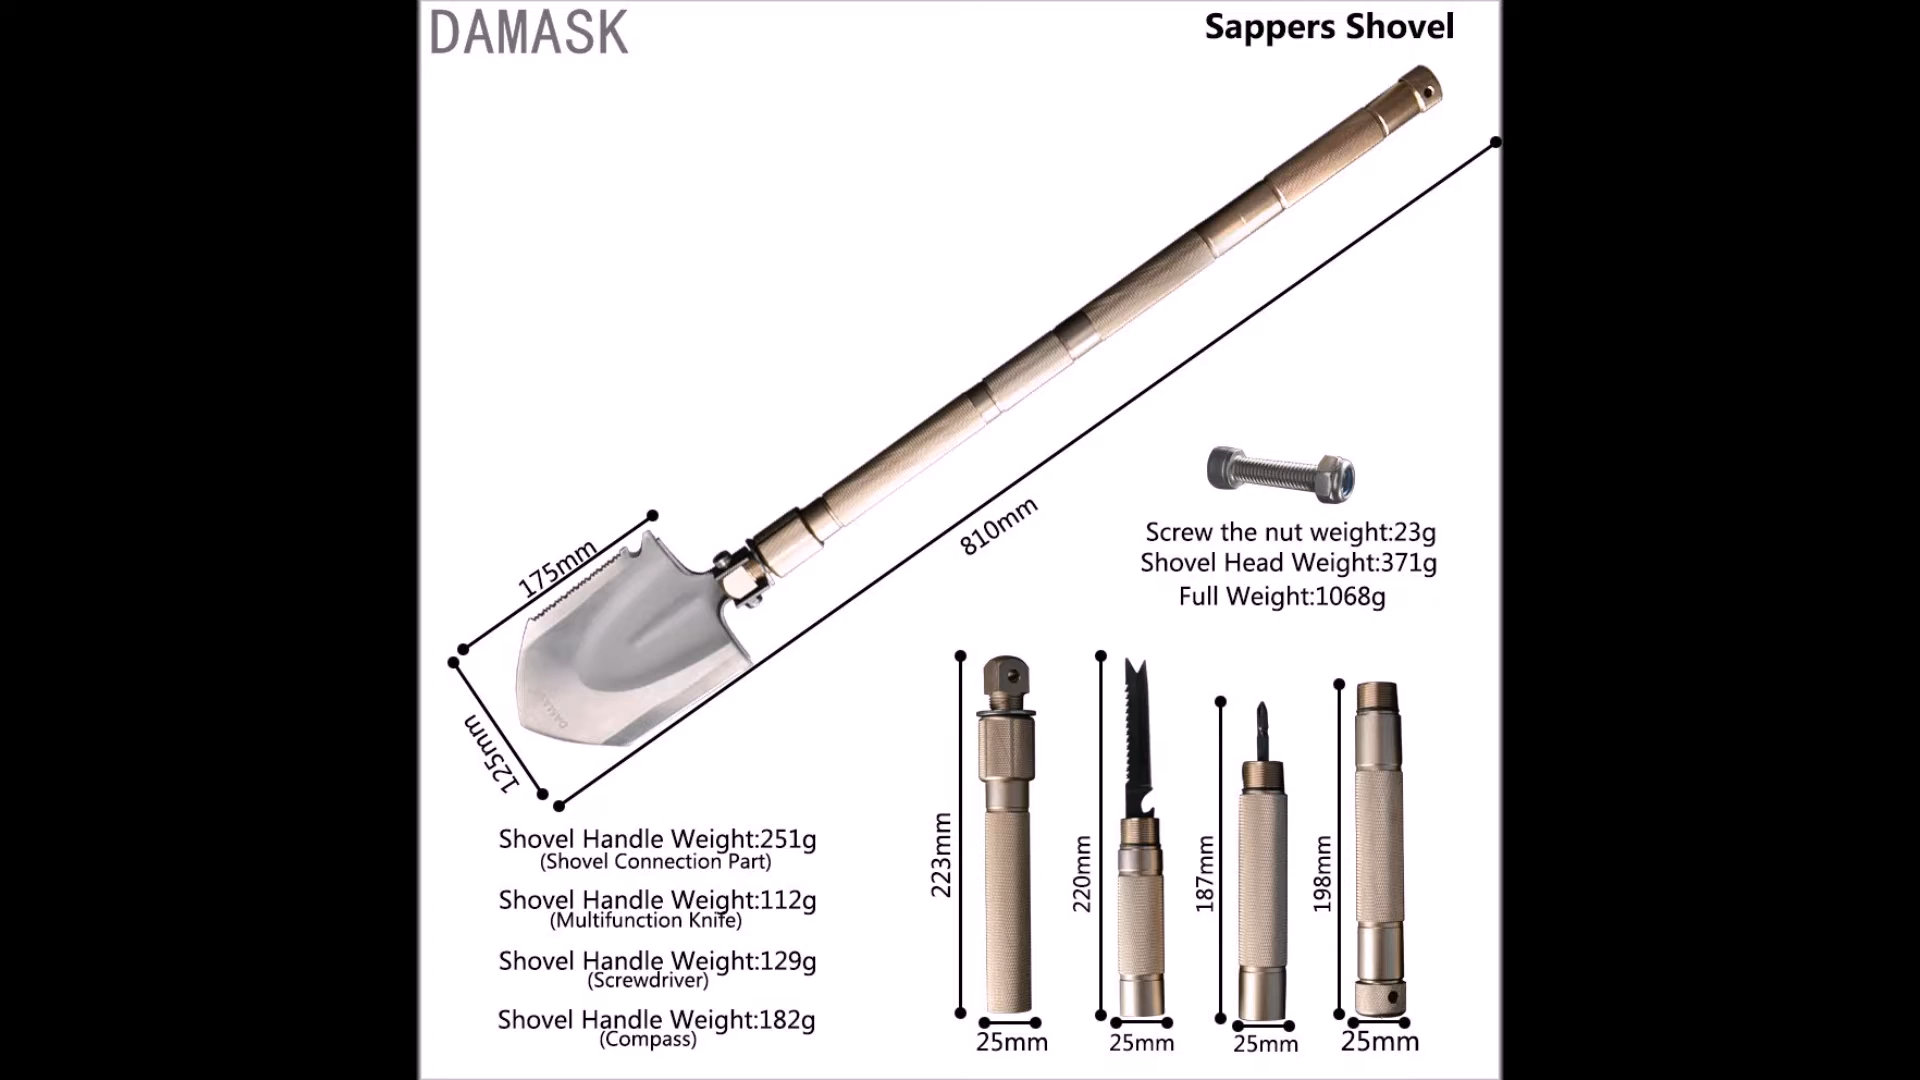 DAMASK
Sappers Shovel
175mm
125mm
810mm
Screw the nut weight:23g
Shovel Head Weight:371g
Full Weight:1068g
Shovel Handle Weight:251g
(Shovel Connection Part)
Shovel Handle Weight:112g
(Multifunction Knife)
Shovel Handle Weight:129g
(Screwdriver)
Shovel Handle Weight:182g
(Compass)
223mm
220mm
187mm
198mm
25mm
25mm
25mm
25mm